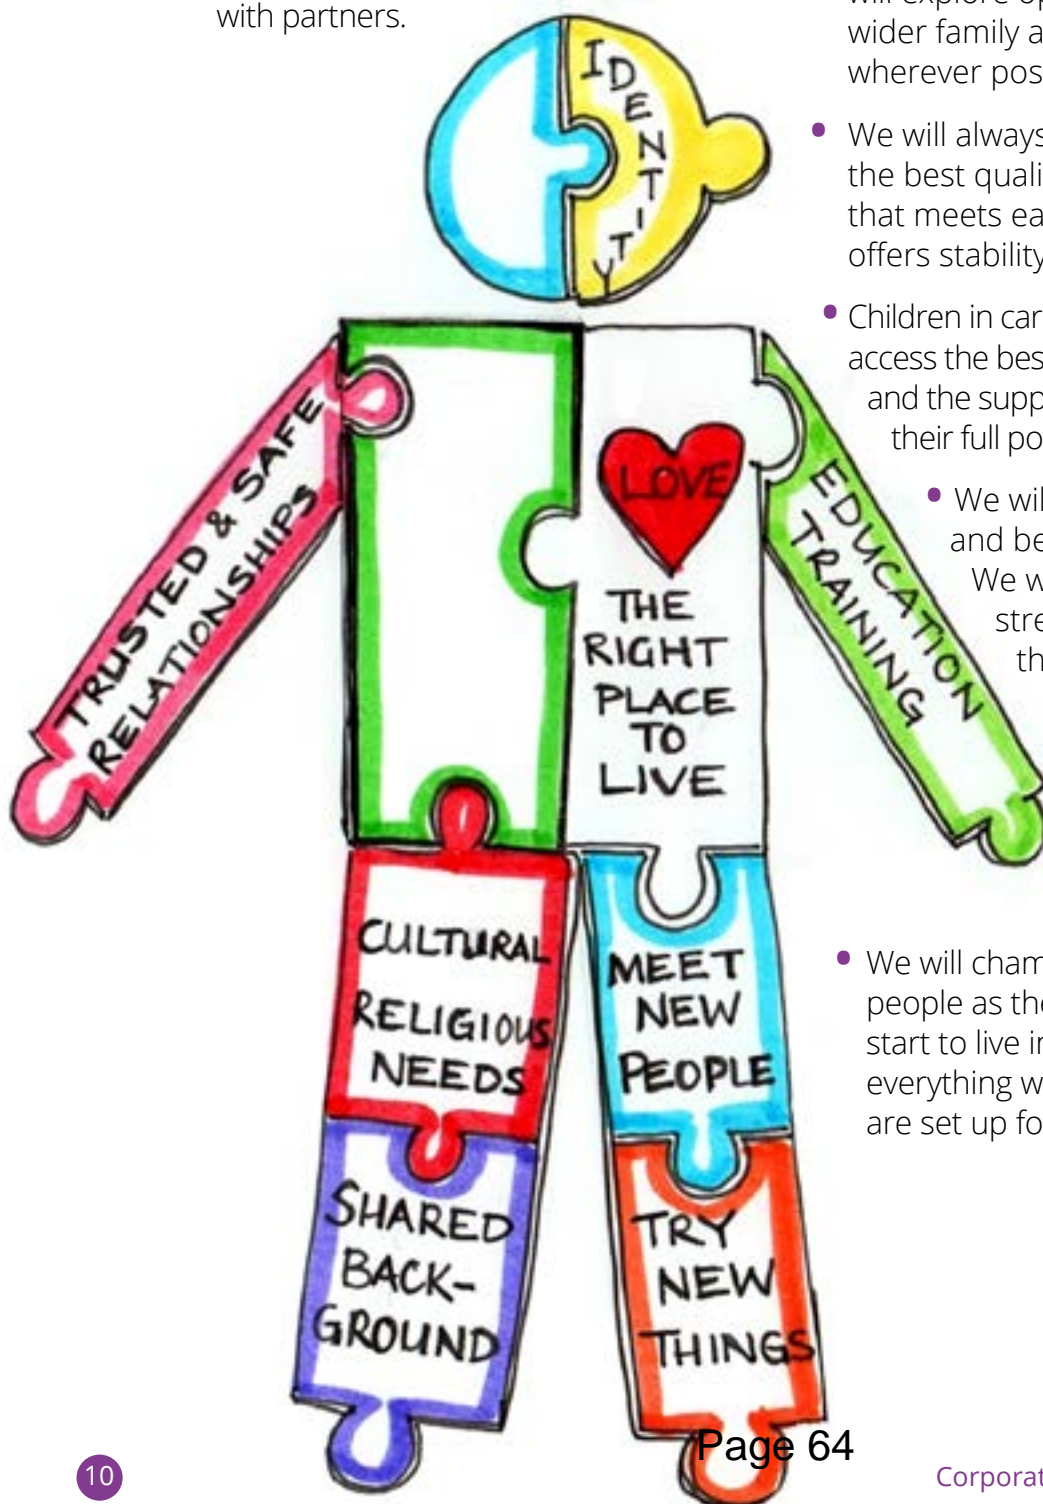 with partners.
IDENTITY
TRUSTED & SAFE
RELATIONSHIPS
LOVE
THE
RIGHT
PLACE
TO
LIVE
EDUCATION
TRAINING
CULTURAL
RELIGIOUS
NEEDS
MEET
NEW
PEOPLE
SHARED
BACK-
GROUND
TRY
NEW
THINGS
will explore op
wider family a
wherever pos
• We will always
the best quali
that meets ea
offers stability
• Children in car
access the bes
and the supp
their full po
• We wil
and be
We w
stre
th
• We will cham
people as the
start to live in
everything w
are set up fo
Page 64
10
Corporat